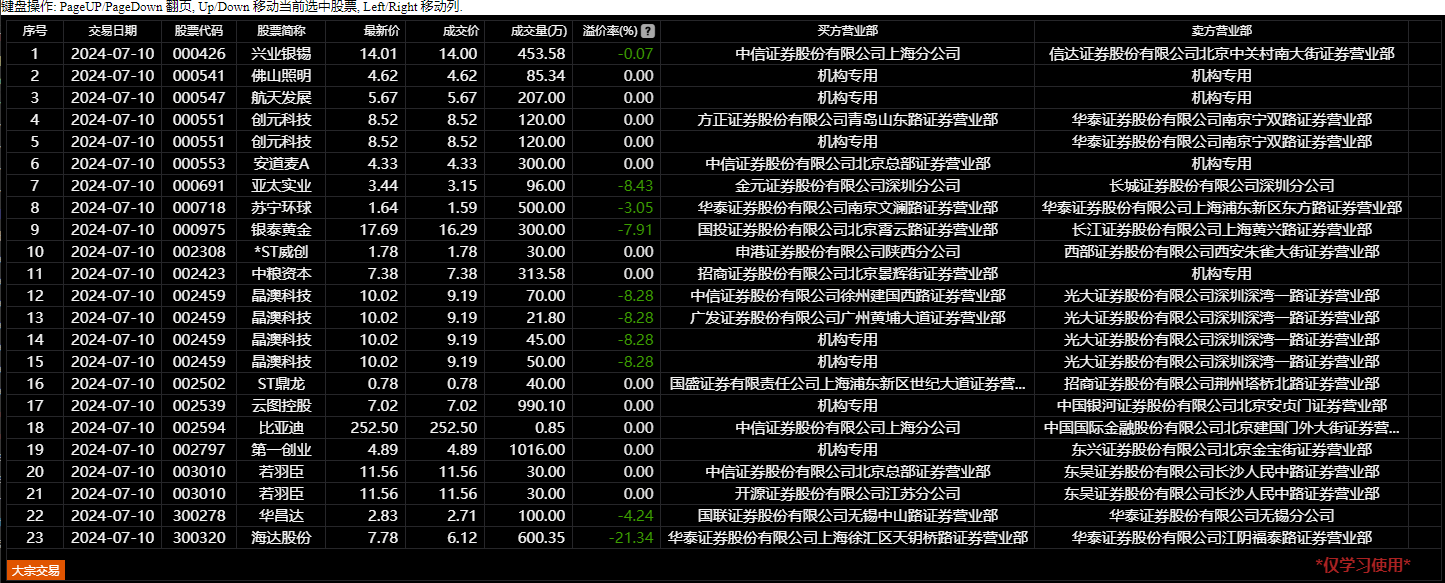 键盘操作: PageUP/PageDown 翻页, Up/Down 移动当前选中股票, Left/Right 移动列.
序号 交易日期 股票代码 股票简称 最新价 成交价 成交量(万) 溢价率(%) ? 买方营业部 卖方营业部
1 2024-07-10 000426 兴业银锡 14.01 14.00 453.58 -0.07 中信证券股份有限公司上海分公司 信达证券股份有限公司北京中关村南大街证券营业部
2 2024-07-10 000541 佛山照明 4.62 4.62 85.34 0.00 机构专用 机构专用
3 2024-07-10 000547 航天发展 5.67 5.67 207.00 0.00 机构专用 机构专用
4 2024-07-10 000551 创元科技 8.52 8.52 120.00 0.00 方正证券股份有限公司青岛山东路证券营业部 华泰证券股份有限公司南京宁双路证券营业部
5 2024-07-10 000551 创元科技 8.52 8.52 120.00 0.00 机构专用 华泰证券股份有限公司南京宁双路证券营业部
6 2024-07-10 000553 安道麦A 4.33 4.33 300.00 0.00 中信证券股份有限公司北京总部证券营业部 机构专用
7 2024-07-10 000691 亚太实业 3.44 3.15 96.00 -8.43 金元证券股份有限公司深圳分公司 长城证券股份有限公司深圳分公司
8 2024-07-10 000718 苏宁环球 1.64 1.59 500.00 -3.05 华泰证券股份有限公司南京文澜路证券营业部 华泰证券股份有限公司上海浦东新区东方路证券营业部
9 2024-07-10 000975 银泰黄金 17.69 16.29 300.00 -7.91 国投证券股份有限公司北京霄云路证券营业部 长江证券股份有限公司上海黄兴路证券营业部
10 2024-07-10 002308 *ST威创 1.78 1.78 30.00 0.00 申港证券股份有限公司陕西分公司 西部证券股份有限公司西安朱雀大街证券营业部
11 2024-07-10 002423 中粮资本 7.38 7.38 313.58 0.00 招商证券股份有限公司北京景辉街证券营业部 机构专用
12 2024-07-10 002459 晶澳科技 10.02 9.19 70.00 -8.28 中信证券股份有限公司徐州建国西路证券营业部 光大证券股份有限公司深圳深湾一路证券营业部
13 2024-07-10 002459 晶澳科技 10.02 9.19 21.80 -8.28 广发证券股份有限公司广州黄埔大道证券营业部 光大证券股份有限公司深圳深湾一路证券营业部
14 2024-07-10 002459 晶澳科技 10.02 9.19 45.00 -8.28 机构专用 光大证券股份有限公司深圳深湾一路证券营业部
15 2024-07-10 002459 晶澳科技 10.02 9.19 50.00 -8.28 机构专用 光大证券股份有限公司深圳深湾一路证券营业部
16 2024-07-10 002502 ST鼎龙 0.78 0.78 40.00 0.00 国盛证券有限责任公司上海浦东新区世纪大道证券营... 招商证券股份有限公司荆州塔桥北路证券营业部
17 2024-07-10 002539 云图控股 7.02 7.02 990.10 0.00 机构专用 中国银河证券股份有限公司北京安贞门证券营业部
18 2024-07-10 002594 比亚迪 252.50 252.50 0.85 0.00 中信证券股份有限公司上海分公司 中国国际金融股份有限公司北京建国门外大街证券营...
19 2024-07-10 002797 第一创业 4.89 4.89 1016.00 0.00 机构专用 东兴证券股份有限公司北京金宝街证券营业部
20 2024-07-10 003010 若羽臣 11.56 11.56 30.00 0.00 中信证券股份有限公司北京总部证券营业部 东吴证券股份有限公司长沙人民中路证券营业部
21 2024-07-10 003010 若羽臣 11.56 11.56 30.00 0.00 开源证券股份有限公司江苏分公司 东吴证券股份有限公司长沙人民中路证券营业部
22 2024-07-10 300278 华昌达 2.83 2.71 100.00 -4.24 国联证券股份有限公司无锡中山路证券营业部 华泰证券股份有限公司无锡分公司
23 2024-07-10 300320 海达股份 7.78 6.12 600.35 -21.34 华泰证券股份有限公司上海徐汇区天钥桥路证券营业部 华泰证券股份有限公司江阴福泰路证券营业部
大宗交易 *仅学习使用*